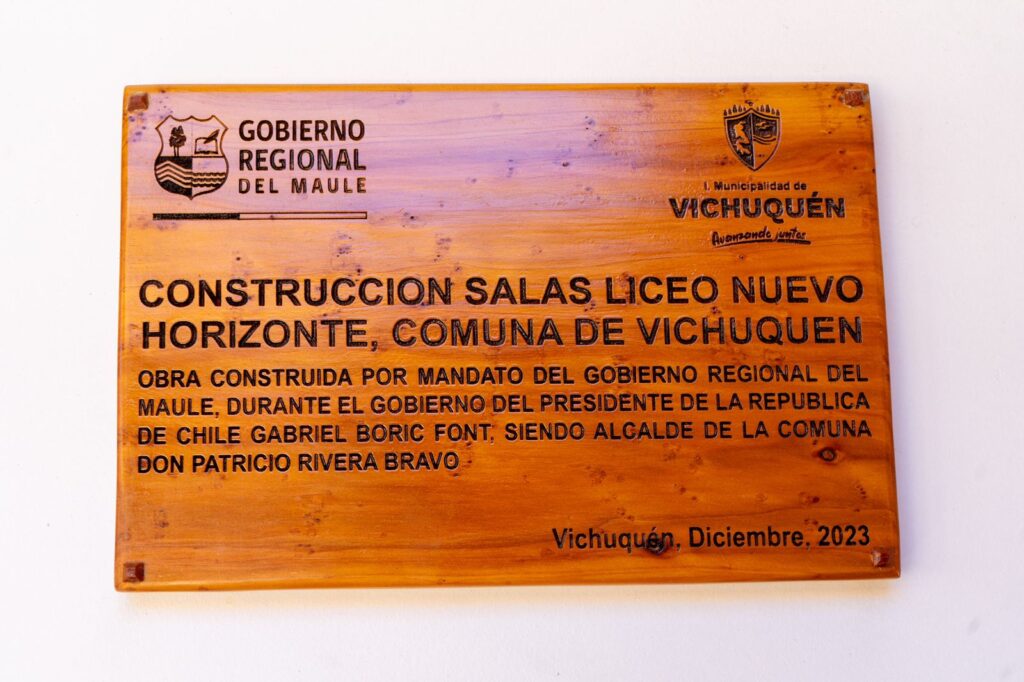 GOBIERNO
REGIONAL
DEL MAULE
I. Municipalidad de
VICHUQUÉN
Avanzando juntos
CONSTRUCCION SALAS LICEO NUEVO
HORIZONTE, COMUNA DE VICHUQUEN
OBRA CONSTRUIDA POR MANDATO DEL GOBIERNO REGIONAL DEL
MAULE, DURANTE EL GOBIERNO DEL PRESIDENTE DE LA REPUBLICA
DE CHILE GABRIEL BORIC FONT, SIENDO ALCALDE DE LA COMUNA
DON PATRICIO RIVERA BRAVO
Vichuquén, Diciembre, 2023